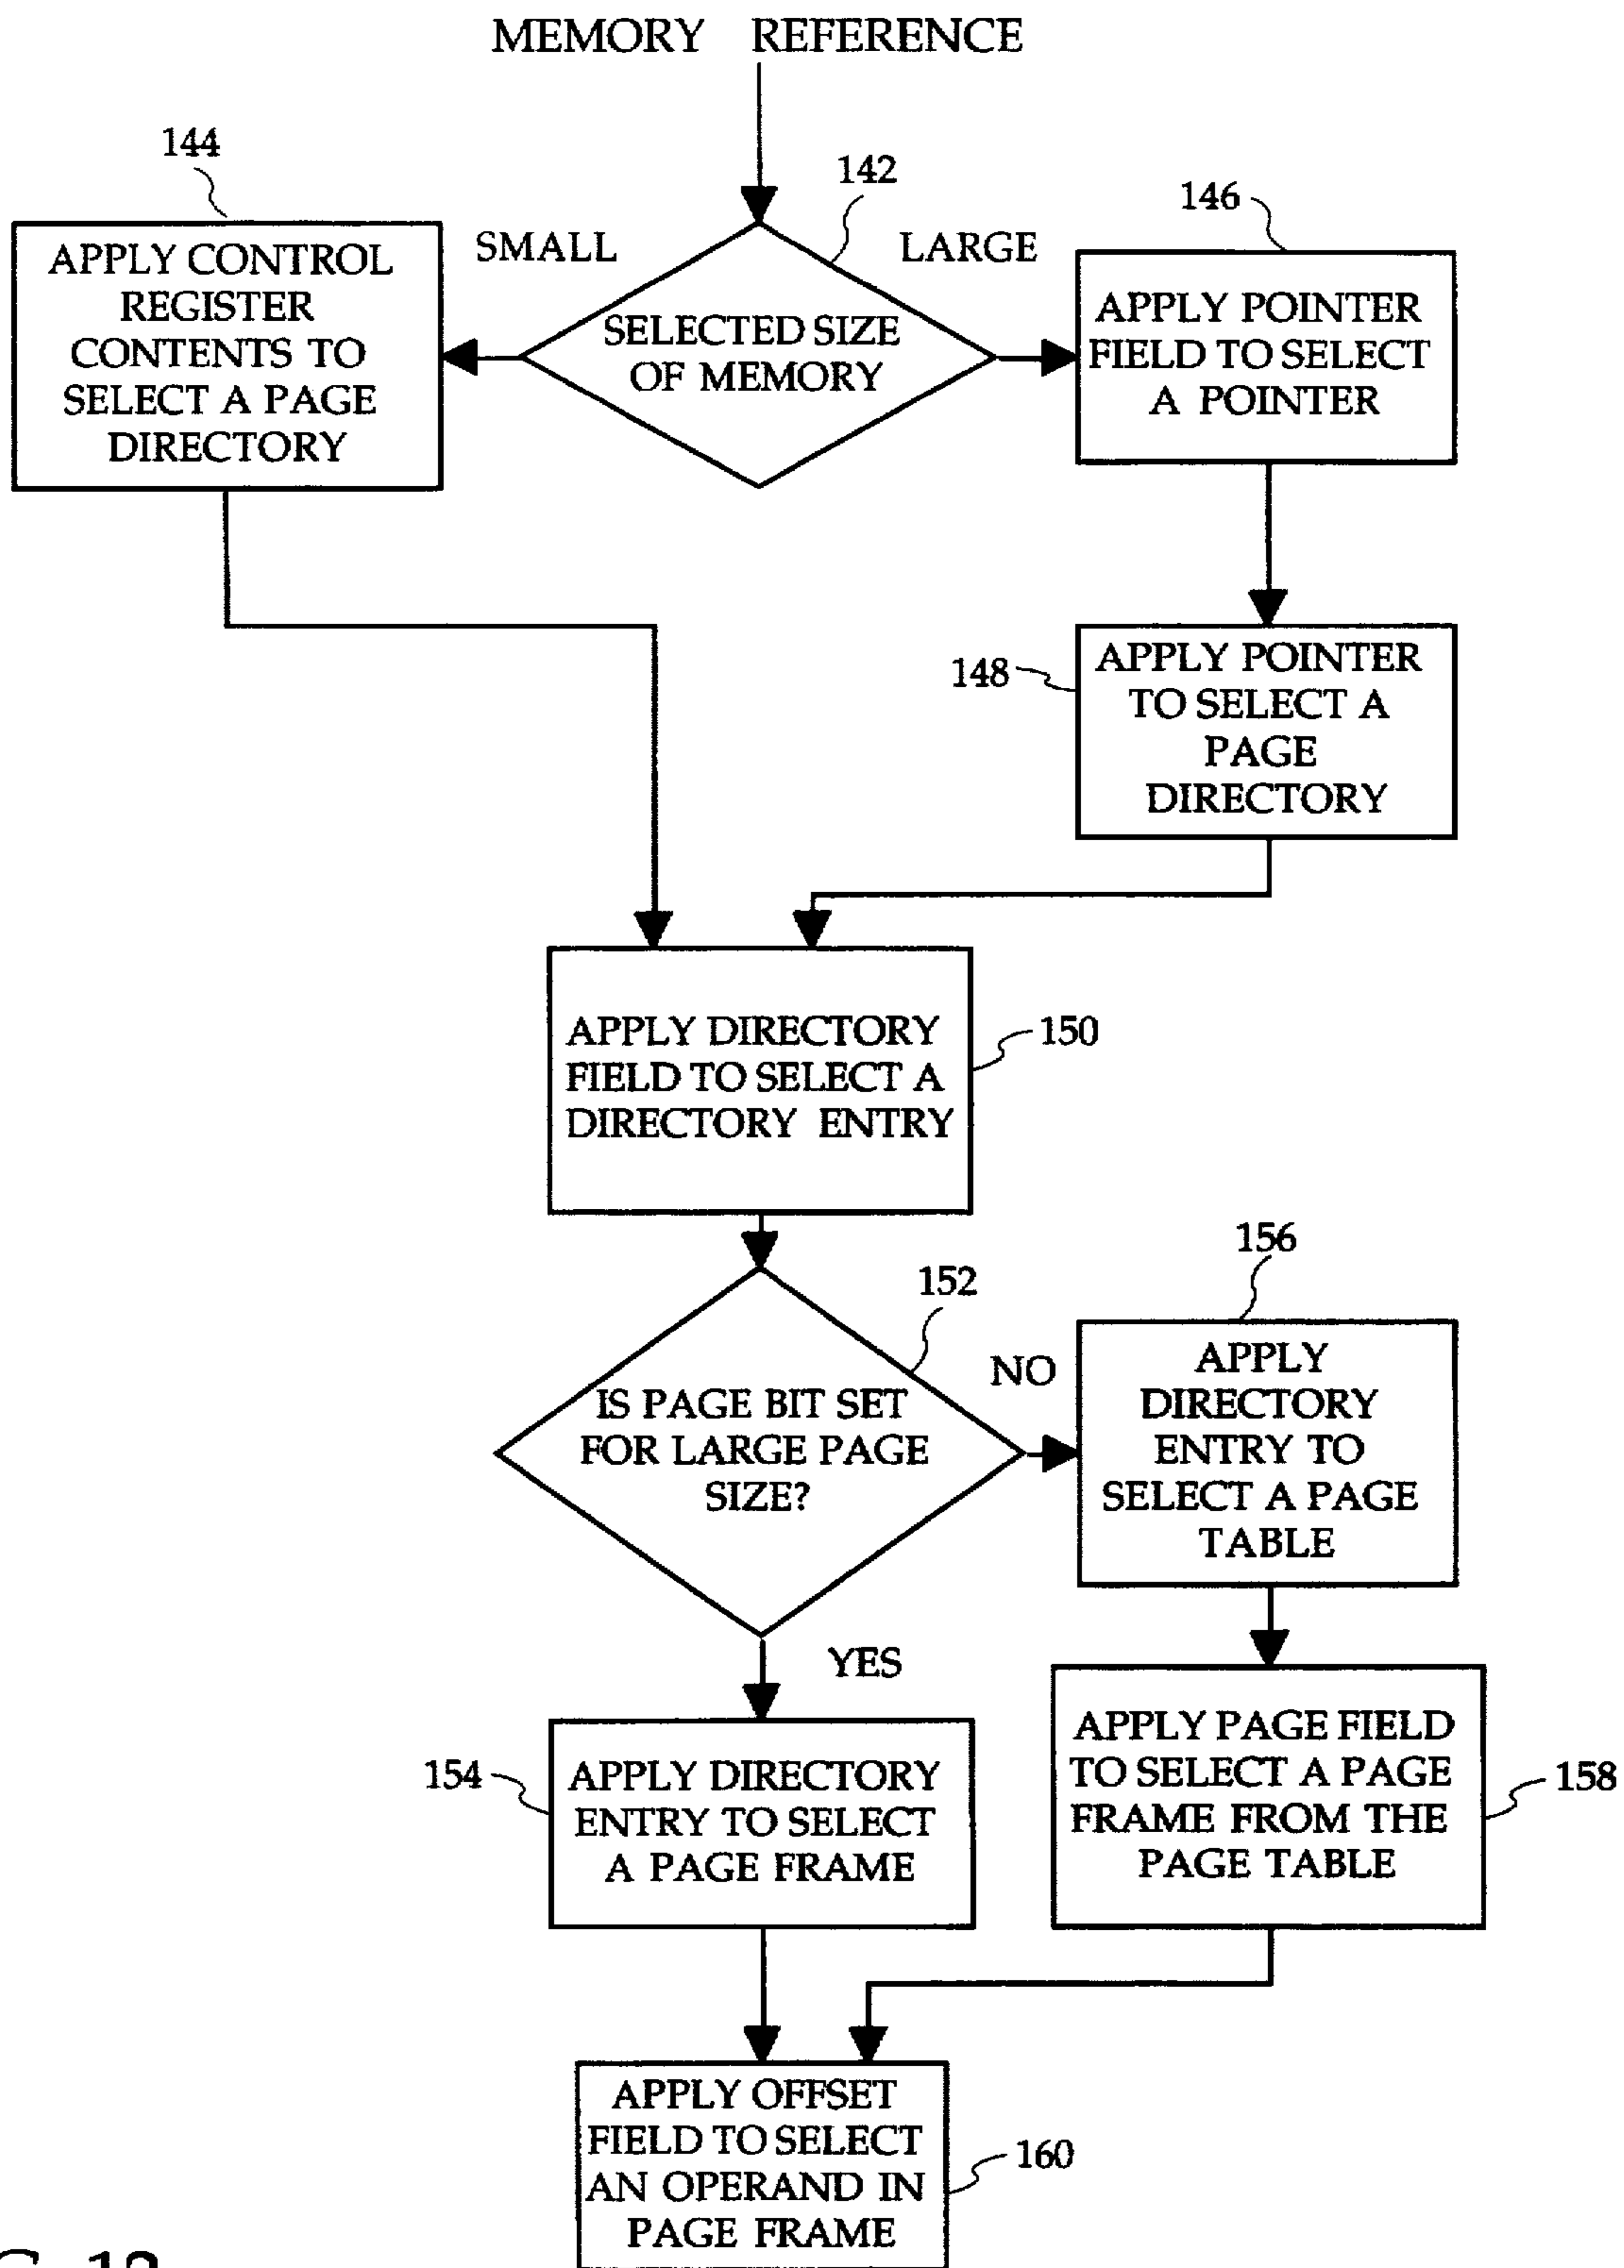 MEMORY REFERENCE
144
142
146
APPLY CONTROL
REGISTER
CONTENTS TO
SELECT A PAGE
DIRECTORY
SMALL
LARGE
SELECTED SIZE
OF MEMORY
APPLY POINTER
FIELD TO SELECT
A POINTER
148
APPLY POINTER
TO SELECT A
PAGE
DIRECTORY
APPLY DIRECTORY
FIELD TO SELECT A
DIRECTORY ENTRY
150
152
IS PAGE BIT SET
FOR LARGE PAGE
SIZE?
NO
YES
156
APPLY
DIRECTORY
ENTRY TO
SELECT A PAGE
TABLE
154
APPLY DIRECTORY
ENTRY TO SELECT
A PAGE FRAME
APPLY PAGE FIELD
TO SELECT A PAGE
FRAME FROM THE
PAGE TABLE
158
APPLY OFFSET
FIELD TO SELECT
AN OPERAND IN
PAGE FRAME
160